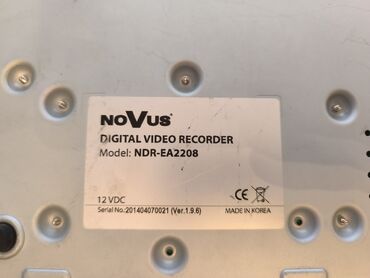 NOVUS®
DIGITAL VIDEO RECORDER
Model: NDR-EA2208
12 VDC
CE
Serial No.:201404070021 (Ver.1.9.6)
MADE IN KOREA